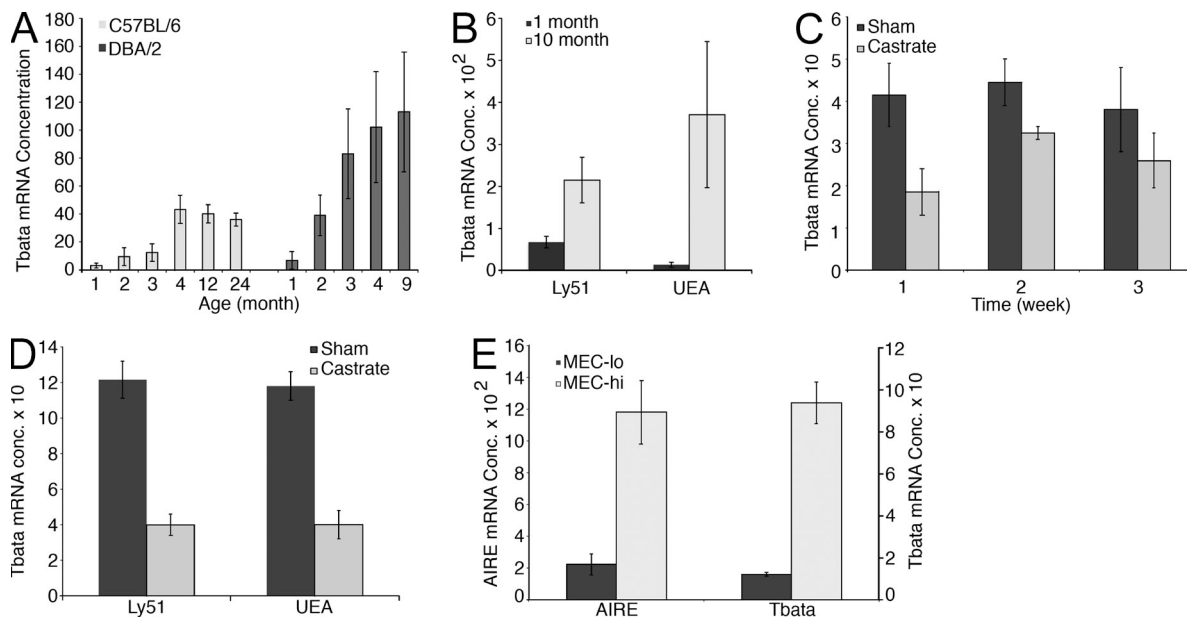 A
C57BL/6
DBA/2
Tbata mRNA Concentration
180
160
140
120
100
80
60
40
20
0
1 2 3 4 12 24 1 2 3 4 9
Age (month)
B
1 month
10 month
Tbata mRNA Conc. x 10²
6
5
4
3
2
1
0
Ly51 UEA
C
Sham
Castrate
Tbata mRNA Conc. x 10
6
5
4
3
2
1
0
1 2 3
Time (week)
D
Sham
Castrate
Tbata mRNA conc. x 10
14
12
10
8
6
4
2
0
Ly51 UEA
E
MEC-lo
MEC-hi
AIRE mRNA Conc. x 10²
16
14
12
10
8
6
4
2
0
AIRE Tbata
12
10
8
6
4
2
0
Tbata mRNA Conc. x 10